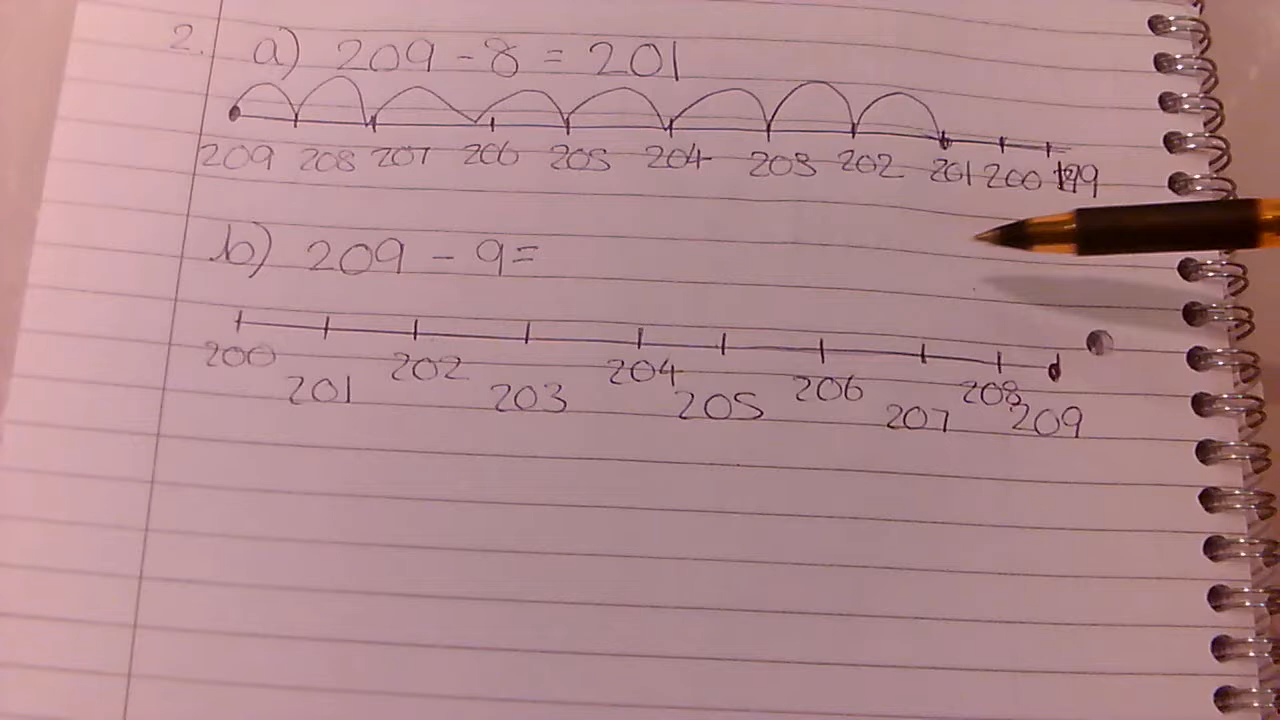 2. a) 209 - 8 = 201
209 208 207 206 205 204 203 202 201 200 199
b) 209 - 9 =
200 201 202 203 204 205 206 207 208 209